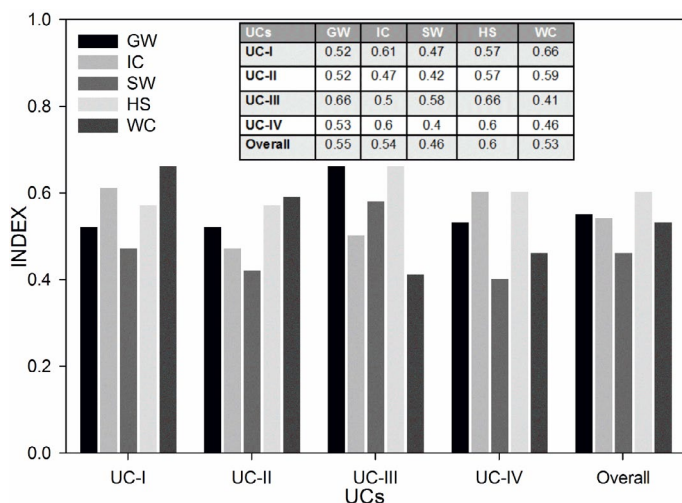 1.0
0.8
0.6
0.4
0.2
0.0
INDEX
GW
IC
SW
HS
WC
UCs GW IC SW HS WC
UC-I 0.52 0.61 0.47 0.57 0.66
UC-II 0.52 0.47 0.42 0.57 0.59
UC-III 0.66 0.5 0.58 0.66 0.41
UC-IV 0.53 0.6 0.4 0.6 0.46
Overall 0.55 0.54 0.46 0.6 0.53
UC-I UC-II UC-III UC-IV Overall
UCs